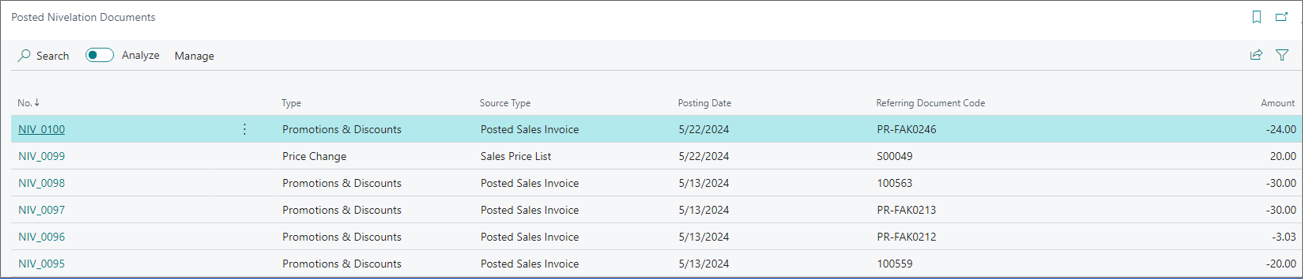 Posted Nivelation Documents
Search Analyze Manage
No.↓ Type Source Type Posting Date Referring Document Code Amount
NIV_0100 Promotions & Discounts Posted Sales Invoice 5/22/2024 PR-FAK0246 -24.00
NIV_0099 Price Change Sales Price List 5/22/2024 S00049 20.00
NIV_0098 Promotions & Discounts Posted Sales Invoice 5/13/2024 100563 -30.00
NIV_0097 Promotions & Discounts Posted Sales Invoice 5/13/2024 PR-FAK0213 -30.00
NIV_0096 Promotions & Discounts Posted Sales Invoice 5/13/2024 PR-FAK0212 -3.03
NIV_0095 Promotions & Discounts Posted Sales Invoice 5/13/2024 100559 -20.00